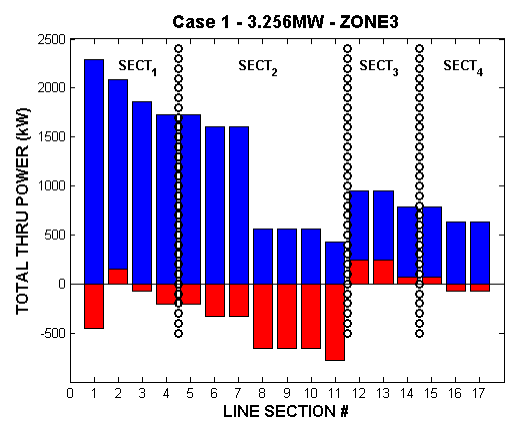 Case 1 - 3.256MW - ZONE3
TOTAL THRU POWER (kW)
2500
2000
1500
1000
500
0
-500
SECT1 SECT2 SECT3 SECT4
0 1 2 3 4 5 6 7 8 9 10 11 12 13 14 15 16 17
LINE SECTION #